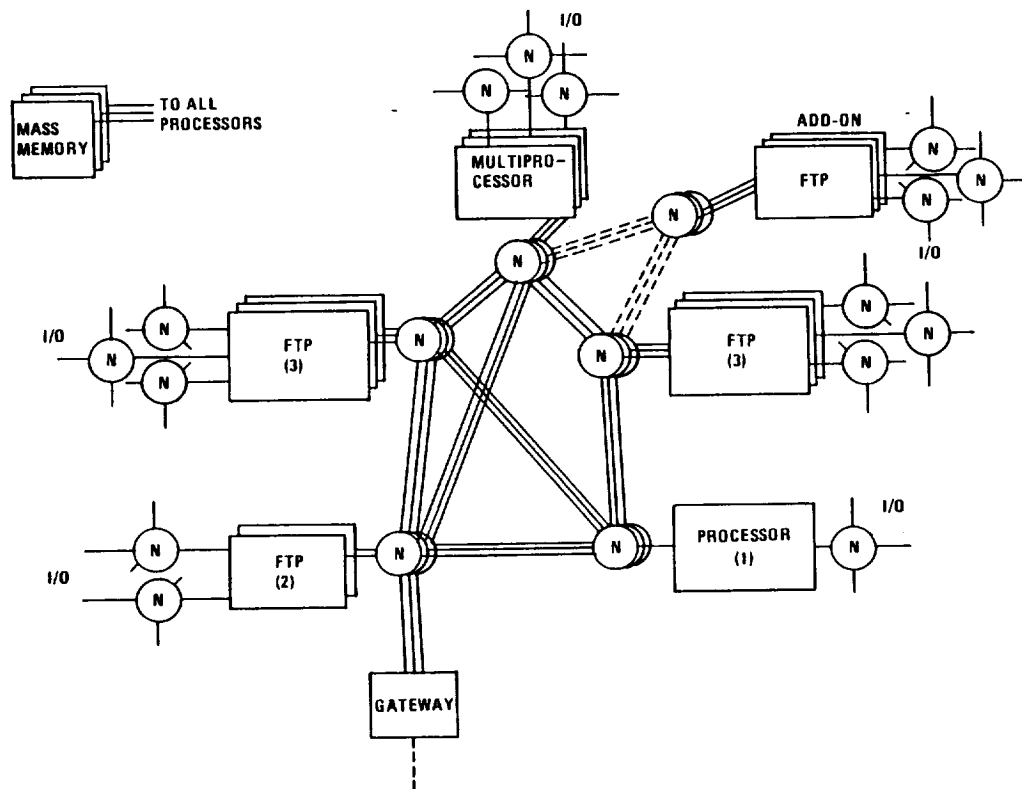 I/O
N
N
N
MASS
MEMORY
TO ALL
PROCESSORS
MULTIPRO-
CESSOR
ADD-ON
FTP
N
N
N
I/O
N
N
I/O
N
N
N
FTP
(3)
N
N
FTP
(3)
N
N
N
I/O
N
N
FTP
(2)
N
N
PROCESSOR
(1)
N
I/O
GATEWAY